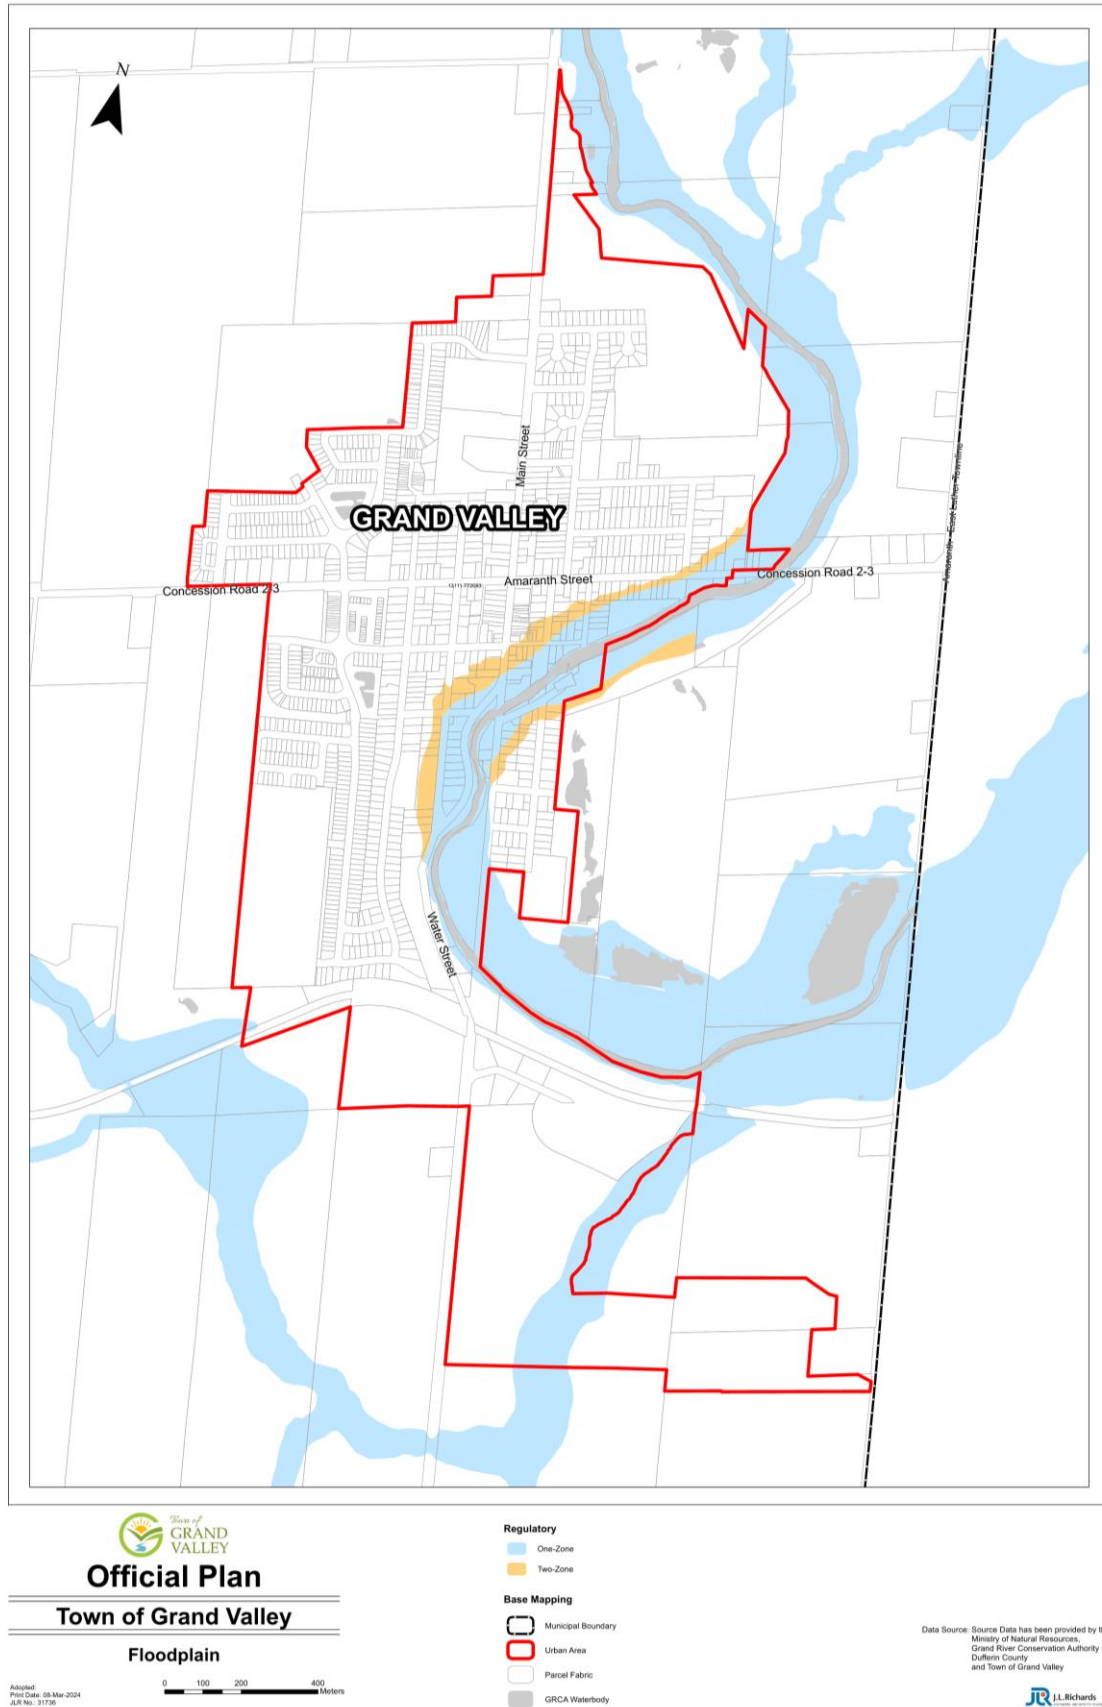 N
Main Street
GRAND VALLEY
Amaranth - East Luther Townline
Amaranth Street
Concession Road 2-3
Concession Road 2-3
Water Street
Town of
GRAND
VALLEY
Official Plan
Town of Grand Valley
Floodplain
Adopted:
Print Date: 08-Mar-2024
JLR No.: 31736
0 100 200 400
Meters
Regulatory
One-Zone
Two-Zone
Base Mapping
Municipal Boundary
Urban Area
Parcel Fabric
GRCA Waterbody
Data Source: Source Data has been provided by th
Ministry of Natural Resources,
Grand River Conservation Authority
Dufferin County
and Town of Grand Valley
JLR J.L.Richards